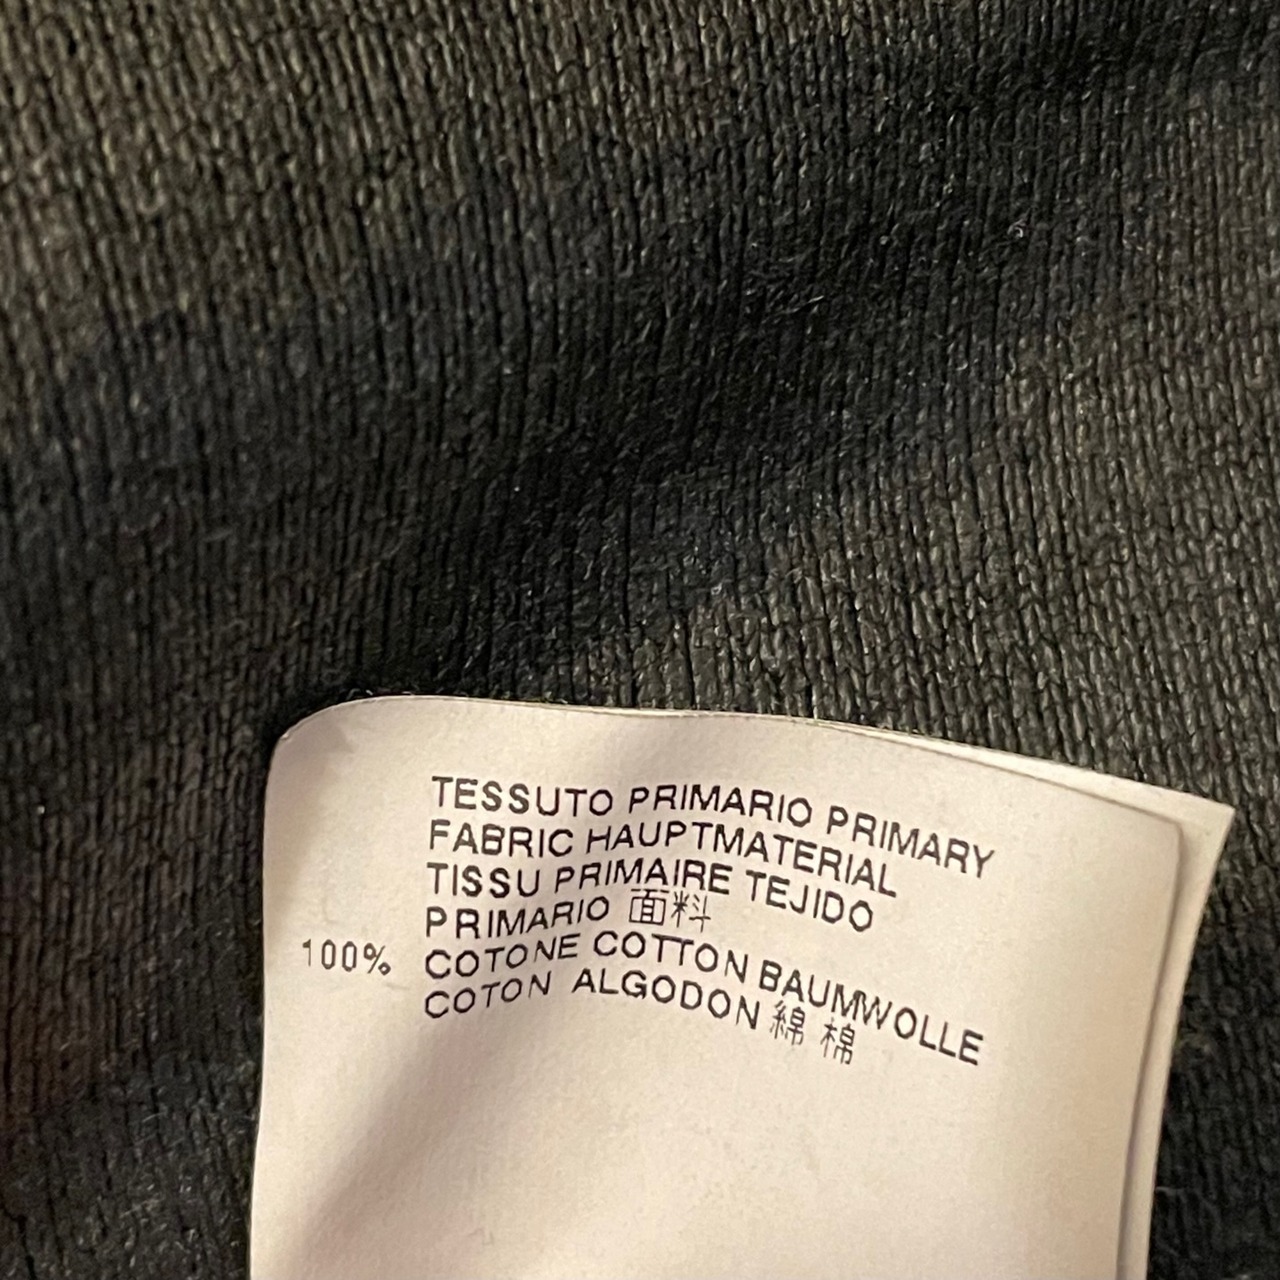 TESSUTO PRIMARIO PRIMARY
FABRIC HAUPTMATERIAL
TISSU PRIMAIRE TEJIDO
PRIMARIO 面料
100% COTONE COTTON BAUMWOLLE
COTON ALGODON 綿 棉